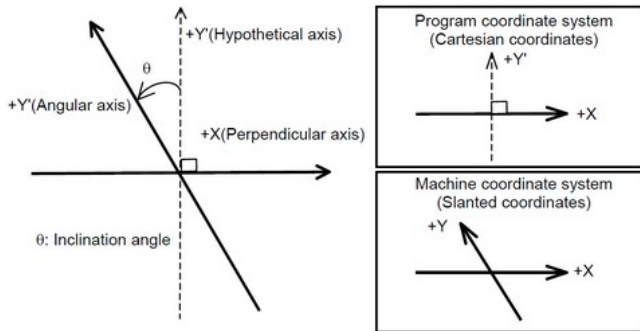 +Y'(Hypothetical axis)
θ
+Y'(Angular axis)
+X(Perpendicular axis)
θ: Inclination angle
Program coordinate system
(Cartesian coordinates)
+Y'
+X
Machine coordinate system
(Slanted coordinates)
+Y
+X